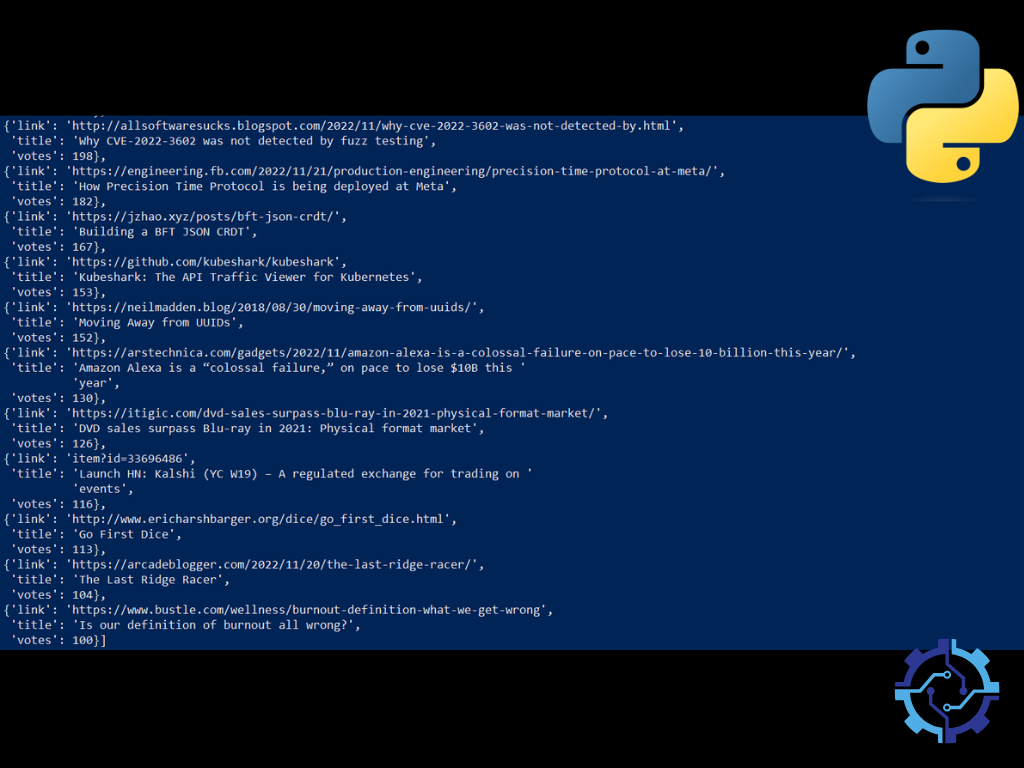 {'link': 'http://allsoftwaresucks.blogspot.com/2022/11/why-cve-2022-3602-was-not-detected-by.html',
'title': 'Why CVE-2022-3602 was not detected by fuzz testing',
'votes': 198},
{'link': 'https://engineering.fb.com/2022/11/21/production-engineering/precision-time-protocol-at-meta/',
'title': 'How Precision Time Protocol is being deployed at Meta',
'votes': 182},
{'link': 'https://jzhao.xyz/posts/bft-json-crdt/',
'title': 'Building a BFT JSON CRDT',
'votes': 167},
{'link': 'https://github.com/kubeshark/kubeshark',
'title': 'Kubeshark: The API Traffic Viewer for Kubernetes',
'votes': 153},
{'link': 'https://neilmadden.blog/2018/08/30/moving-away-from-uuids/',
'title': 'Moving Away from UUIDs',
'votes': 152},
{'link': 'https://arstechnica.com/gadgets/2022/11/amazon-alexa-is-a-colossal-failure-on-pace-to-lose-10-billion-this-year/',
'title': 'Amazon Alexa is a “colossal failure,” on pace to lose $10B this '
'year',
'votes': 130},
{'link': 'https://itigic.com/dvd-sales-surpass-blu-ray-in-2021-physical-format-market/',
'title': 'DVD sales surpass Blu-ray in 2021: Physical format market',
'votes': 126},
{'link': 'item?id=33696486',
'title': 'Launch HN: Kalshi (YC W19) – A regulated exchange for trading on '
'events',
'votes': 116},
{'link': 'http://www.ericharshbarger.org/dice/go_first_dice.html',
'title': 'Go First Dice',
'votes': 113},
{'link': 'https://arcadeblogger.com/2022/11/20/the-last-ridge-racer/',
'title': 'The Last Ridge Racer',
'votes': 104},
{'link': 'https://www.bustle.com/wellness/burnout-definition-what-we-get-wrong',
'title': 'Is our definition of burnout all wrong?',
'votes': 100}]